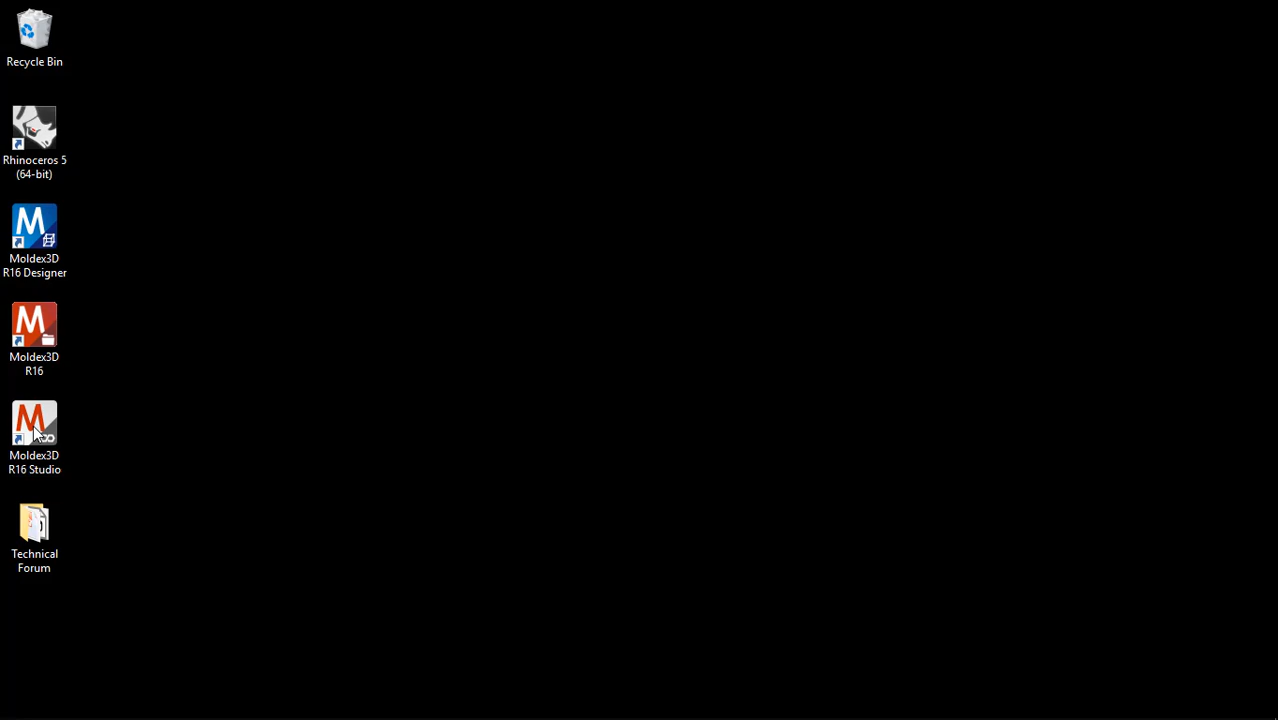 Recycle Bin
Rhinoceros 5
(64-bit)
M
Moldex3D
R16 Designer
M
Moldex3D
R16
M
Moldex3D
R16 Studio
Technical
Forum